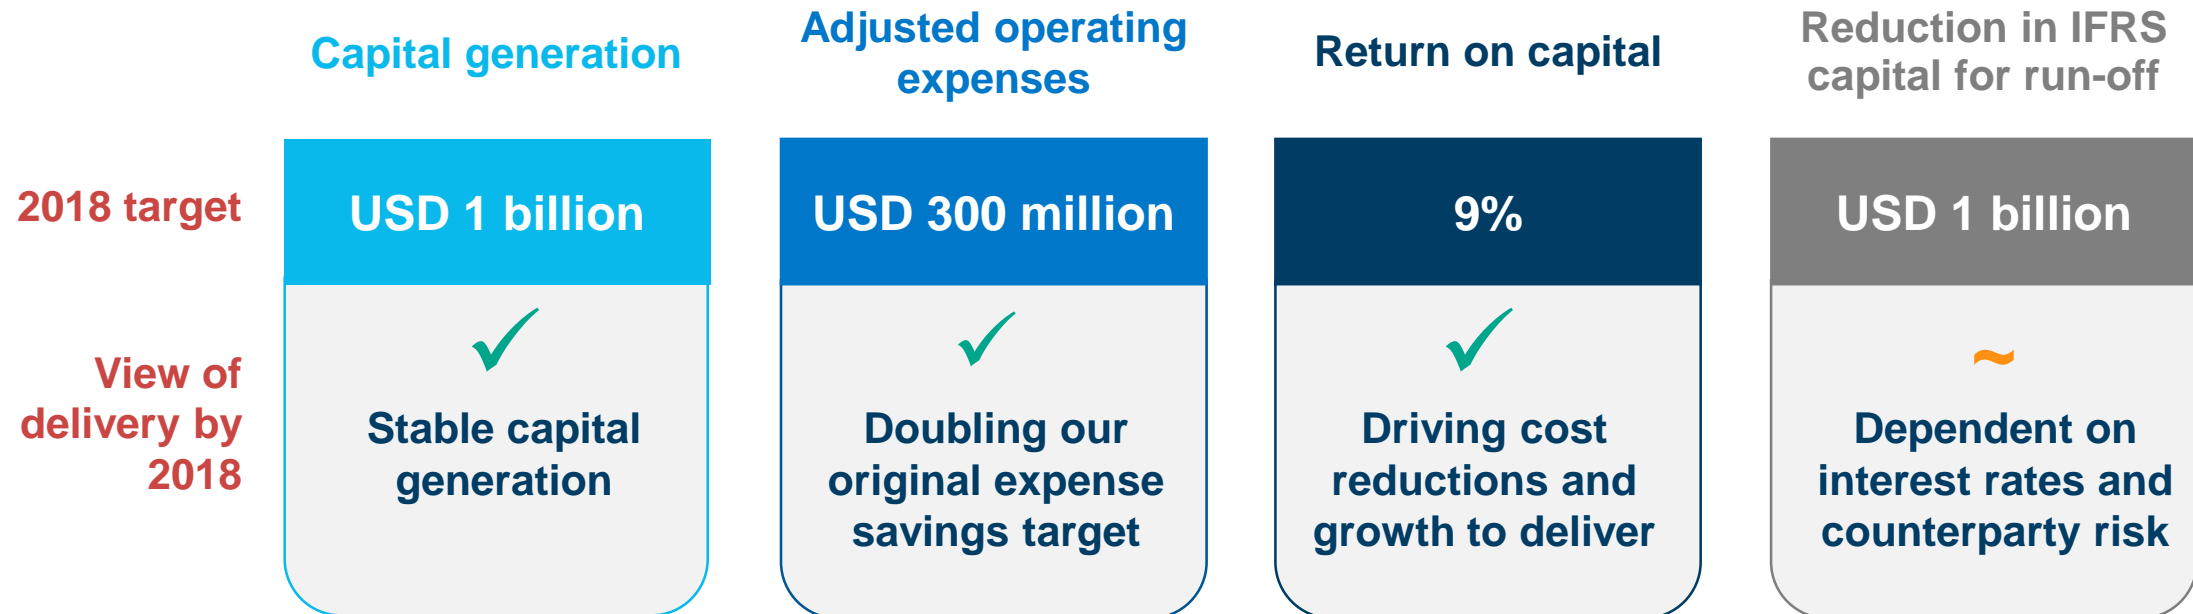 Capital generation
Adjusted operating
expenses
Return on capital
Reduction in IFRS
capital for run-off
2018 target
USD 1 billion
USD 300 million
9%
USD 1 billion
View of
delivery by
2018
✓
Stable capital
generation
✓
Doubling our
original expense
savings target
✓
Driving cost
reductions and
growth to deliver
~
Dependent on
interest rates and
counterparty risk